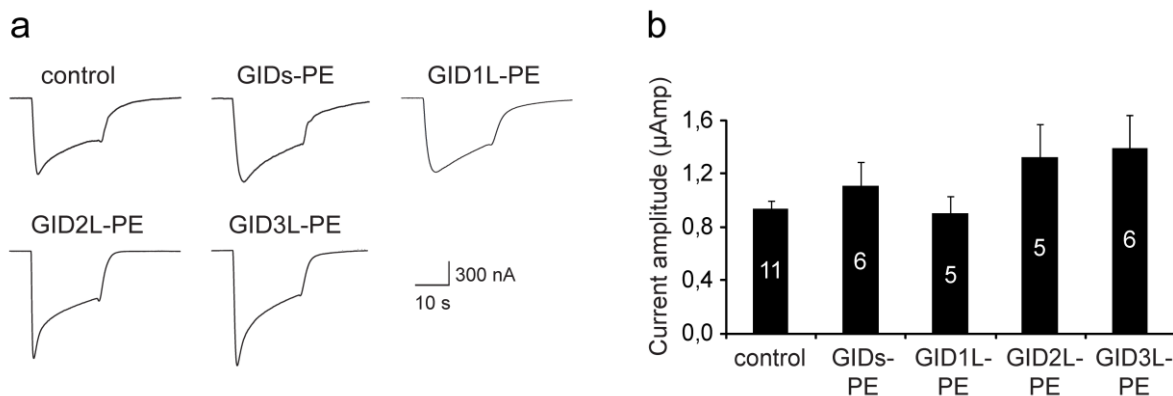 a
control
GIDs-PE
GID1L-PE
GID2L-PE
GID3L-PE
300 nA
10 s
b
Current amplitude (µAmp)
1,6
1,2
0,8
0,4
0,0
11
6
5
5
6
control
GIDs-
PE
GID1L-
PE
GID2L-
PE
GID3L-
PE